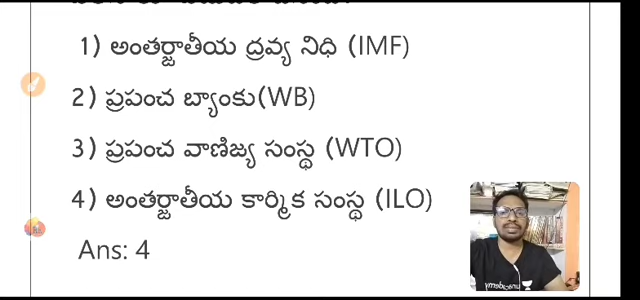 1) అంతర్జాతీయ ద్రవ్య నిధి (IMF)
2) ప్రపంచ బ్యాంకు(WB)
3) ప్రపంచ వాణిజ్య సంస్థ (WTO)
4) అంతర్జాతీయ కార్మిక సంస్థ (ILO)
Ans: 4